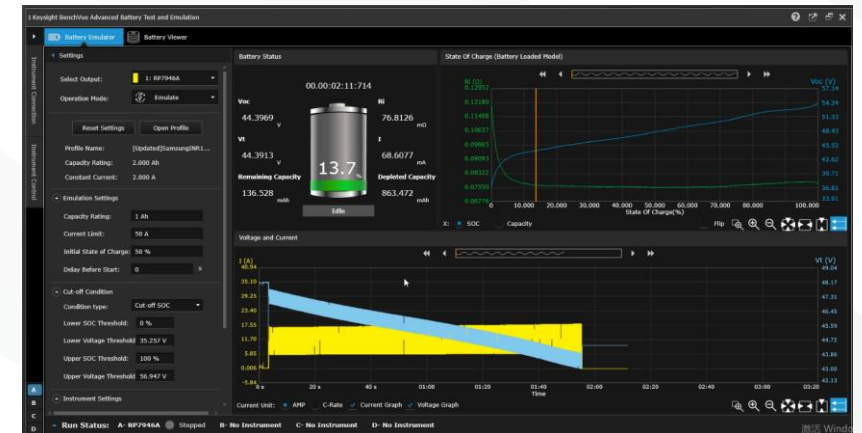 Keysight BenchVue Advanced Battery Test and Emulation
Battery Emulator
Battery Viewer
Instrument Connection
Instrument Control
Settings
Select Output:
1: RP7946A
Operation Mode:
Emulate
Reset Settings
Open Profile
Profile Name:
[Updated]Samsung(NR1...
Capacity Rating:
2.000 Ah
Constant Current:
2.000 A
Emulation Settings
Capacity Rating:
1 Ah
Current Limit:
50 A
Initial State of Charge:
50 %
Delay Before Start:
0
s
Cut-off Condition
Condition type:
Cut-off SOC
Lower SOC Threshold:
0 %
Lower Voltage Threshold
35.257 V
Upper SOC Threshold:
100 %
Upper Voltage Threshold
56.947 V
Instrument Settings
Battery Status
00.00:02:11:714
Voc
44.3969 V
Vt
44.3913 V
Remaining Capacity
136.528 mAh
13.7%
Idle
Ri
76.8126 mΩ
I
68.6077 mA
Depleted Capacity
863.472 mAh
State Of Charge (Battery Loaded Model)
Ri (Ω)
Voc (V)
0.12952
0.12180
0.11408
0.10637
0.09865
0.09093
0.08322
0.07550
0.06776
57.14
54.24
51.33
48.43
45.52
42.62
39.71
36.81
33.91
0 10.000 20.000 30.000 40.000 50.000 60.000 70.000 80.000 100.000
State Of Charge(%)
X: SOC Capacity
Flip
Voltage and Current
I (A)
Vt (V)
40.94
35.10
29.25
23.40
17.55
11.70
5.85
0.006
-5.84
49.04
48.17
47.31
46.45
45.59
44.72
43.86
43.00
42.13
0 s 20 s 40 s 01:00 01:20 01:40 02:00 02:20 02:40 03:00 03:20
Time
Current Unit: AMP C-Rate Current Graph Voltage Graph
A
B
C
D
Run Status: A- RP7946A Stopped B- No Instrument C- No Instrument D- No Instrument
激活 Windo